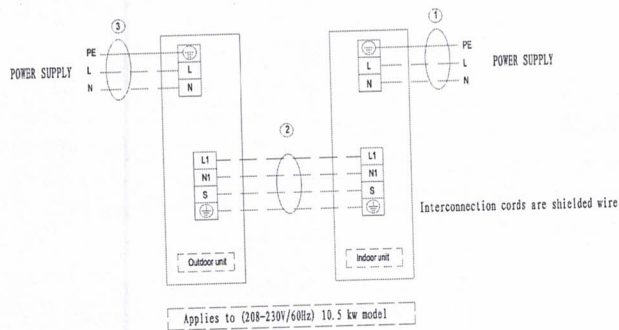 ③ ①
PE PE
POWER SUPPLY L L L L POWER SUPPLY
N N N N
②
L1 L1
N1 N1
S S
Interconnection cords are shielded wire
Outdoor unit Indoor unit
Applies to (208-230V/60Hz) 10.5 kw model